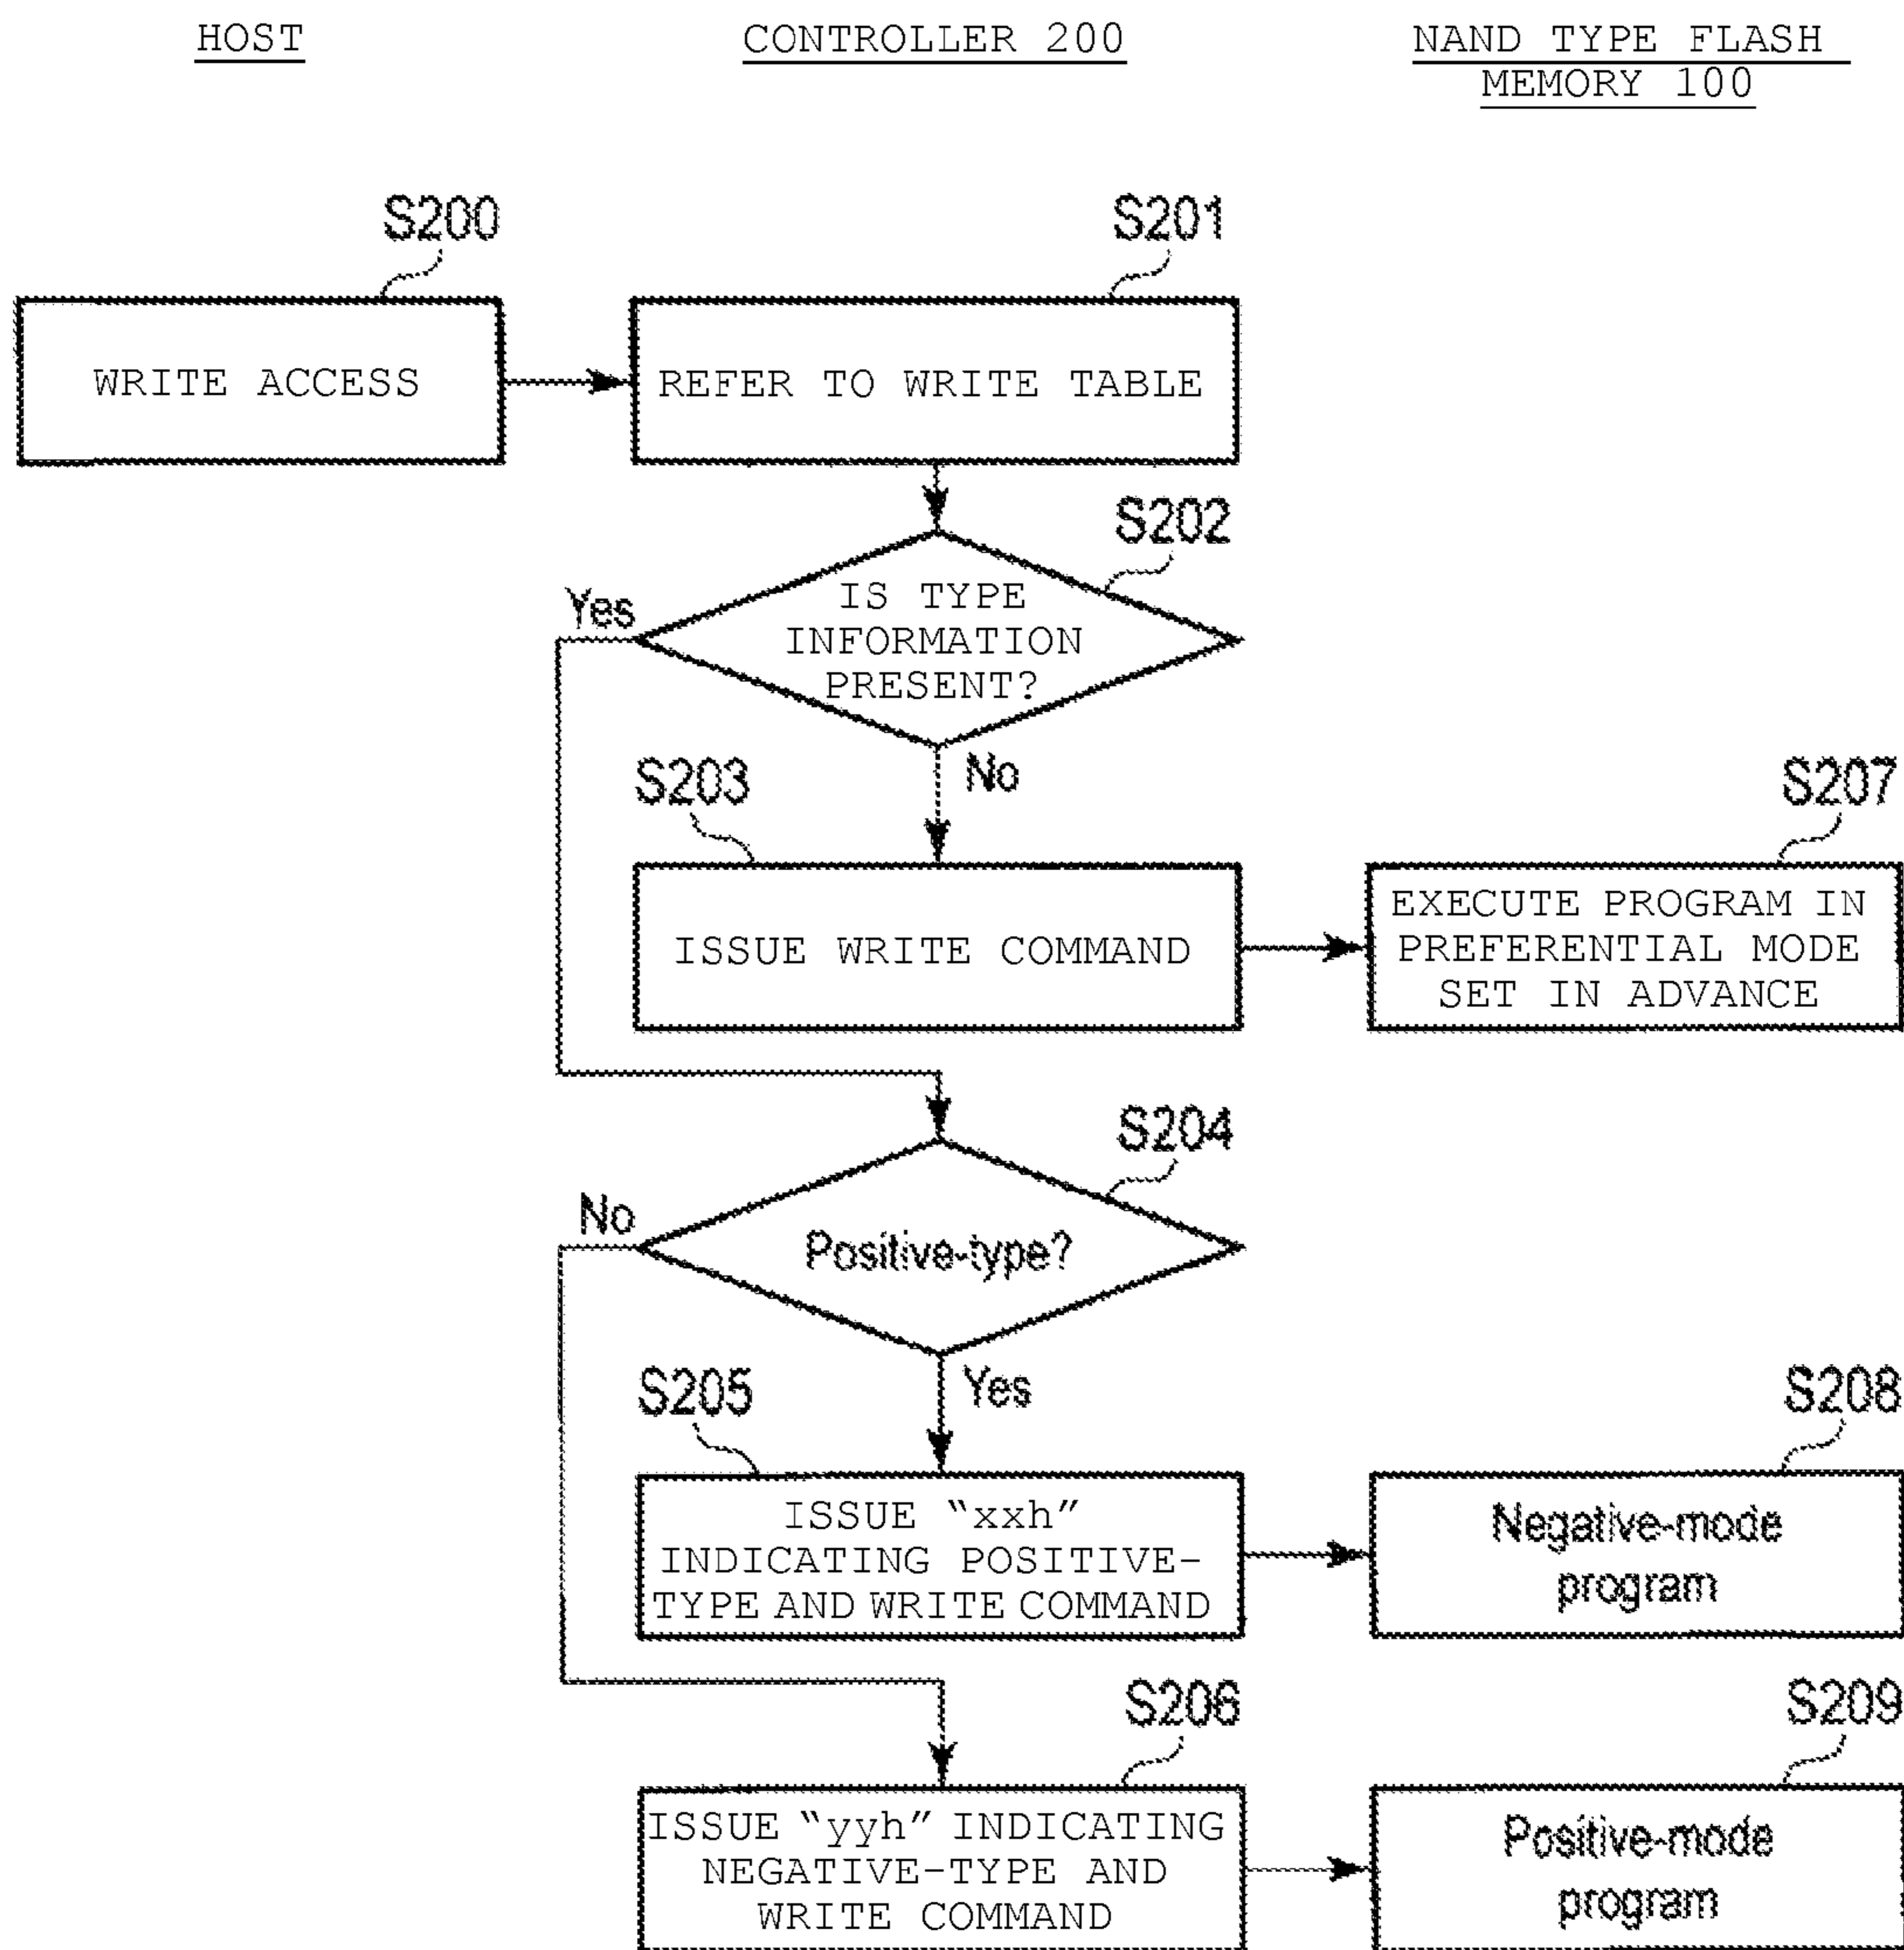 HOST
CONTROLLER 200
NAND TYPE FLASH
MEMORY 100
S200
S201
WRITE ACCESS
REFER TO WRITE TABLE
S202
IS TYPE
INFORMATION
PRESENT?
Yes
No
S203
S207
ISSUE WRITE COMMAND
EXECUTE PROGRAM IN
PREFERENTIAL MODE
SET IN ADVANCE
S204
No
Positive-type?
Yes
S205
S208
ISSUE “xxh”
INDICATING POSITIVE-
TYPE AND WRITE COMMAND
Negative-mode
program
S206
S209
ISSUE “yyh” INDICATING
NEGATIVE-TYPE AND
WRITE COMMAND
Positive-mode
program